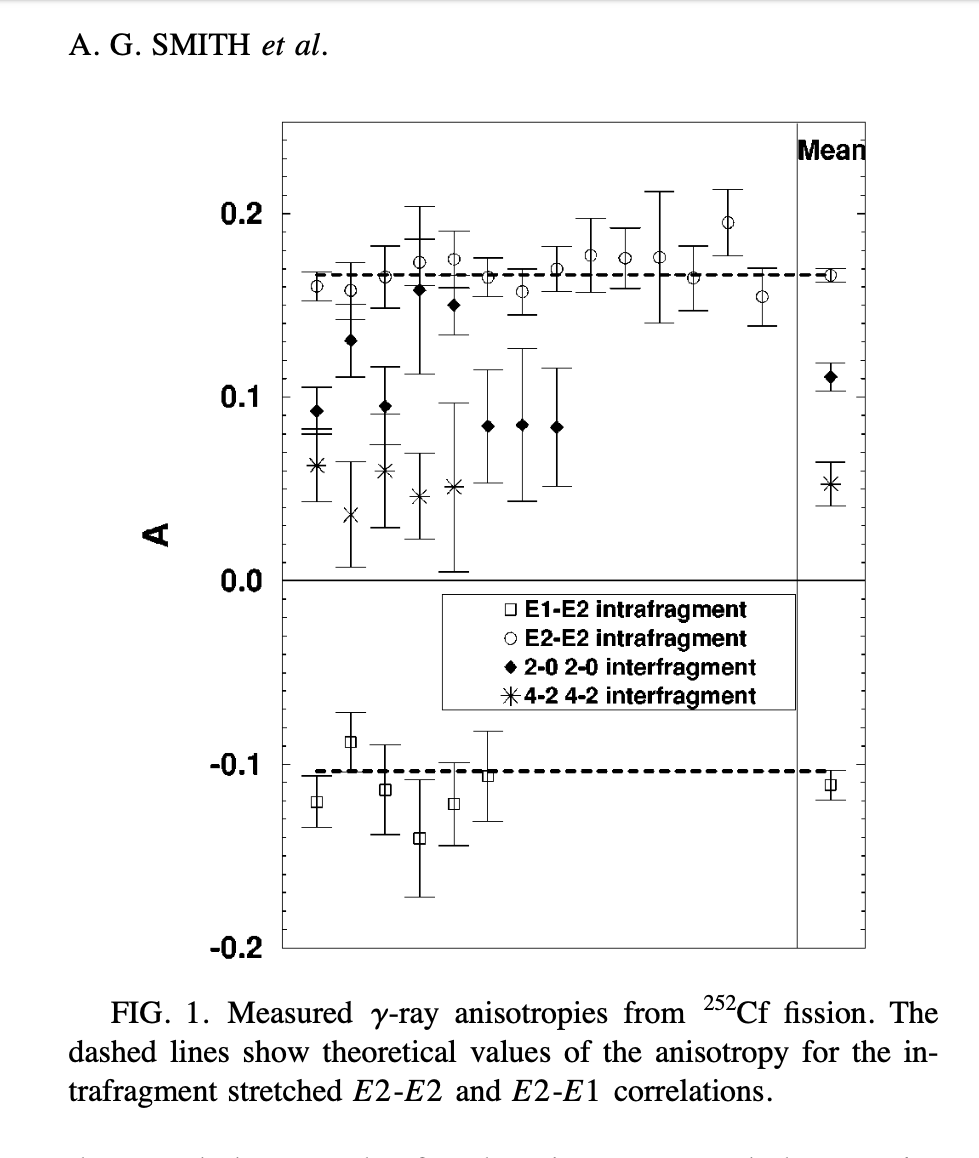 A. G. SMITH et al.
Mean
0.2
0.1
A
0.0
E1-E2 intrafragment
E2-E2 intrafragment
2-0 2-0 interfragment
4-2 4-2 interfragment
-0.1
-0.2
FIG. 1. Measured γ-ray anisotropies from ²⁵²Cf fission. The
dashed lines show theoretical values of the anisotropy for the in-
trafragment stretched E2-E2 and E2-E1 correlations.